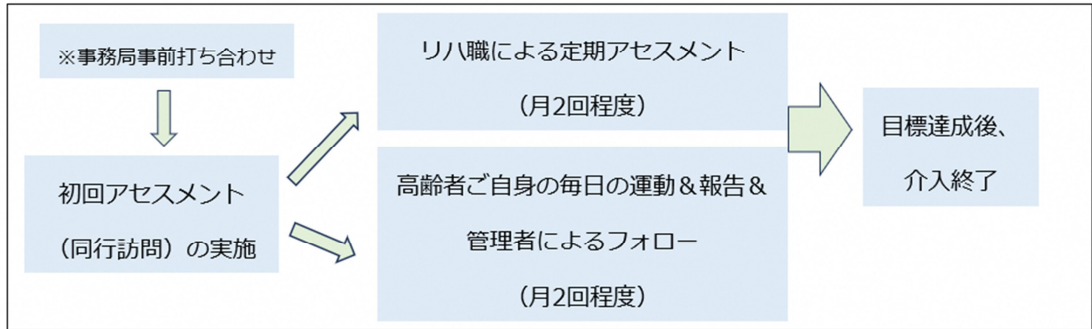 ※事務局事前打ち合わせ
初回アセスメント
（同行訪問）の実施
リハ職による定期アセスメント
（月2回程度）
高齢者ご自身の毎日の運動＆報告＆
管理者によるフォロー
（月2回程度）
目標達成後、
介入終了